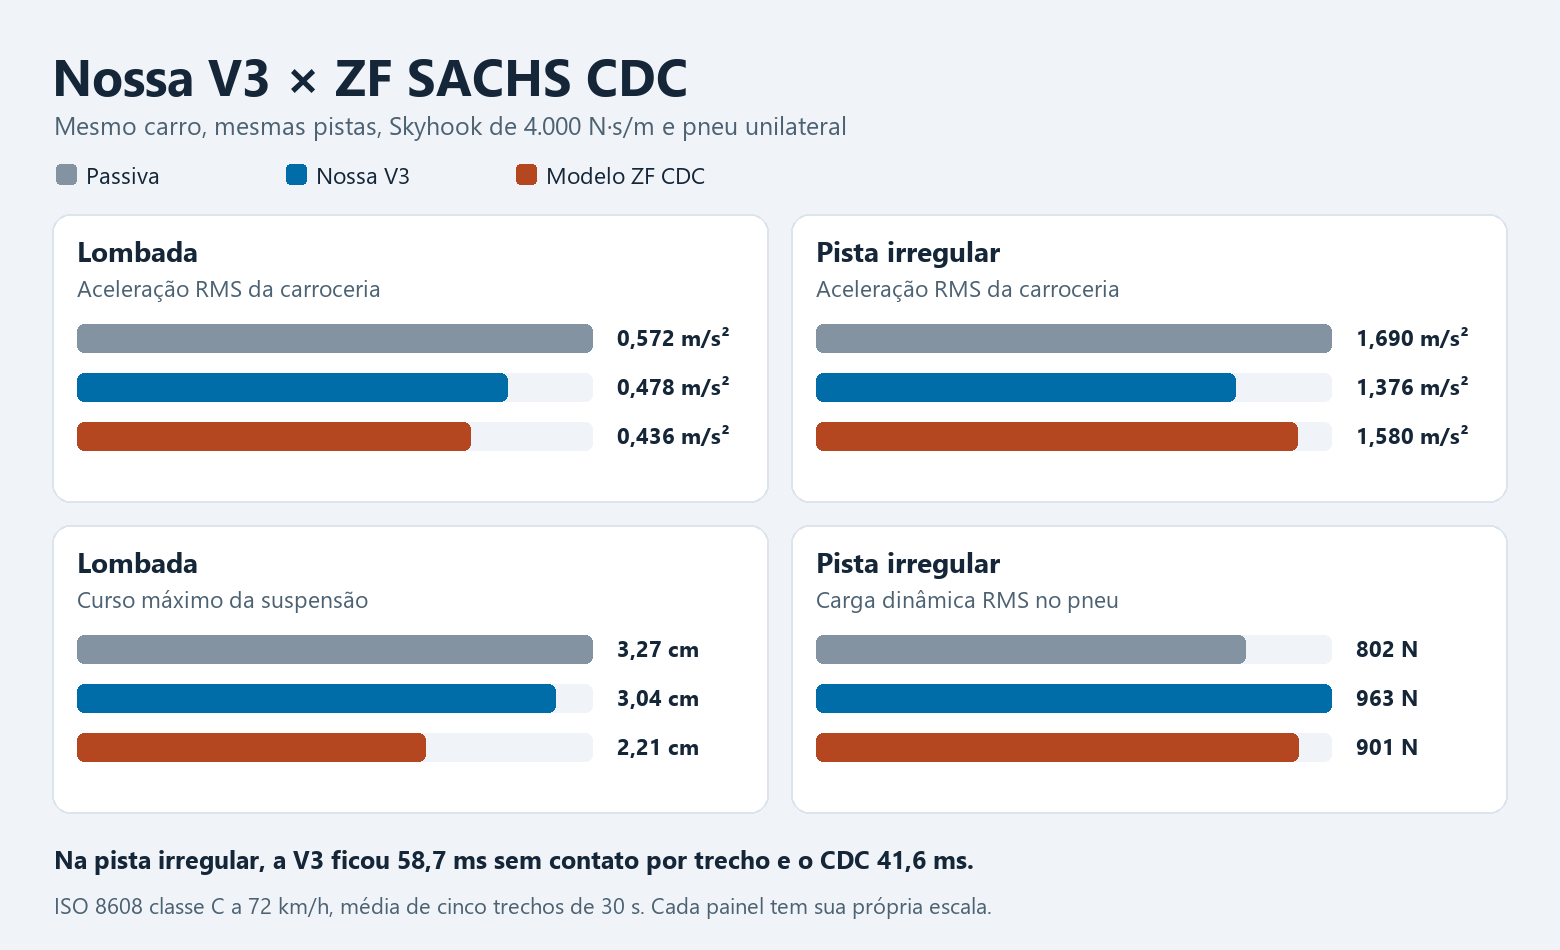 Nossa V3 × ZF SACHS CDC
Mesmo carro, mesmas pistas, Skyhook de 4.000 N·s/m e pneu unilateral
Passiva
Nossa V3
Modelo ZF CDC
Lombada
Aceleração RMS da carroceria
0,572 m/s²
0,478 m/s²
0,436 m/s²
Pista irregular
Aceleração RMS da carroceria
1,690 m/s²
1,376 m/s²
1,580 m/s²
Lombada
Curso máximo da suspensão
3,27 cm
3,04 cm
2,21 cm
Pista irregular
Carga dinâmica RMS no pneu
802 N
963 N
901 N
Na pista irregular, a V3 ficou 58,7 ms sem contato por trecho e o CDC 41,6 ms.
ISO 8608 classe C a 72 km/h, média de cinco trechos de 30 s. Cada painel tem sua própria escala.